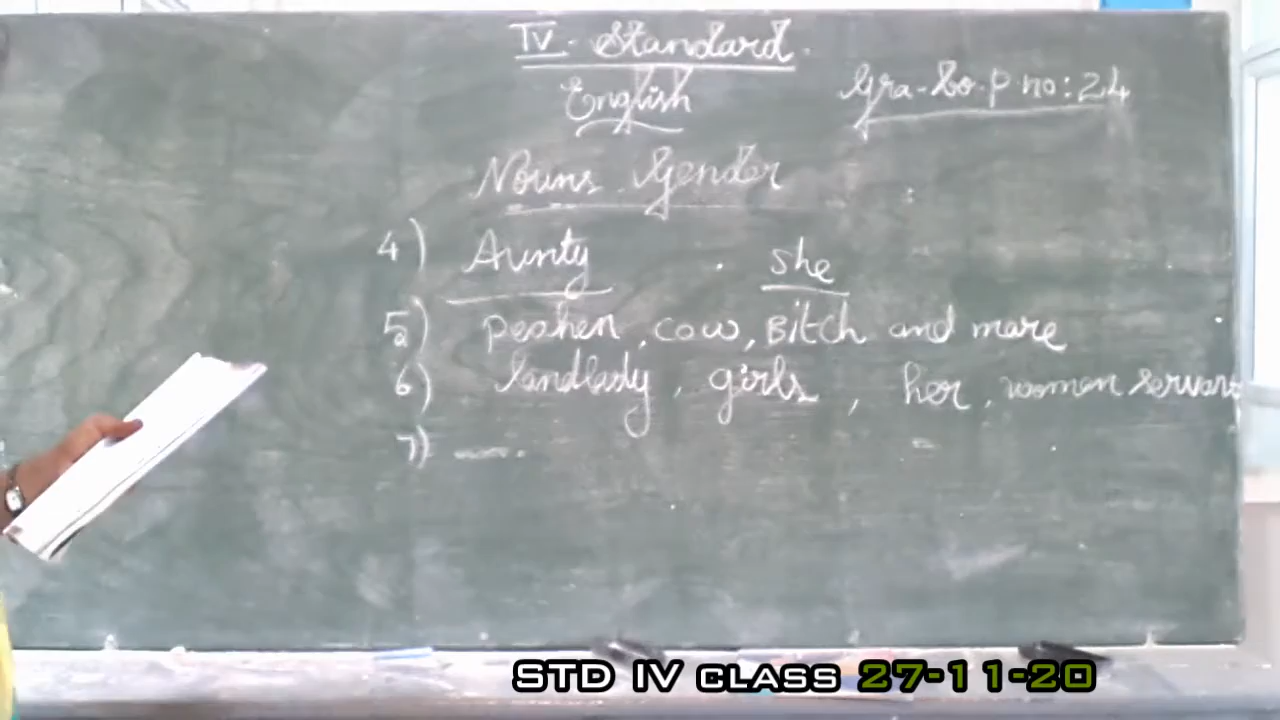 IV. Standard.
English
Gra-bo.p.no:24
Nouns. Gender
4) Aunty . she
5) peahen, cow, Bitch and mare
6) landlady, girls, her, women servan
7)
STD IV CLASS 27-11-20